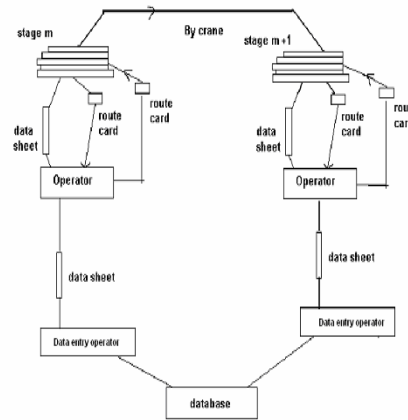 By crane
stage m
stage m+1
route
card
route
card
route
card
route
card
data
sheet
data
sheet
Operator
Operator
data sheet
data sheet
Data entry operator
Data entry operator
database